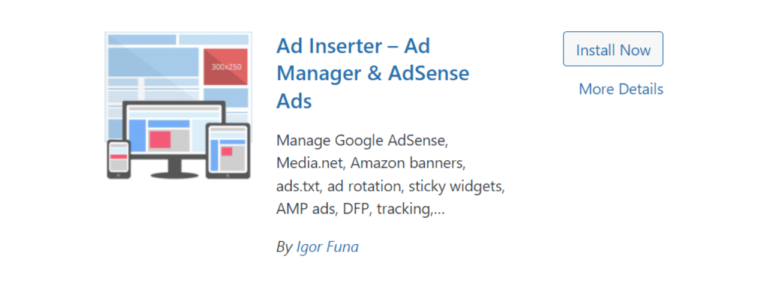 300x250
Ad Inserter – Ad
Manager & AdSense
Ads
Install Now
More Details
Manage Google AdSense,
Media.net, Amazon banners,
ads.txt, ad rotation, sticky widgets,
AMP ads, DFP, tracking,…
By Igor Funa